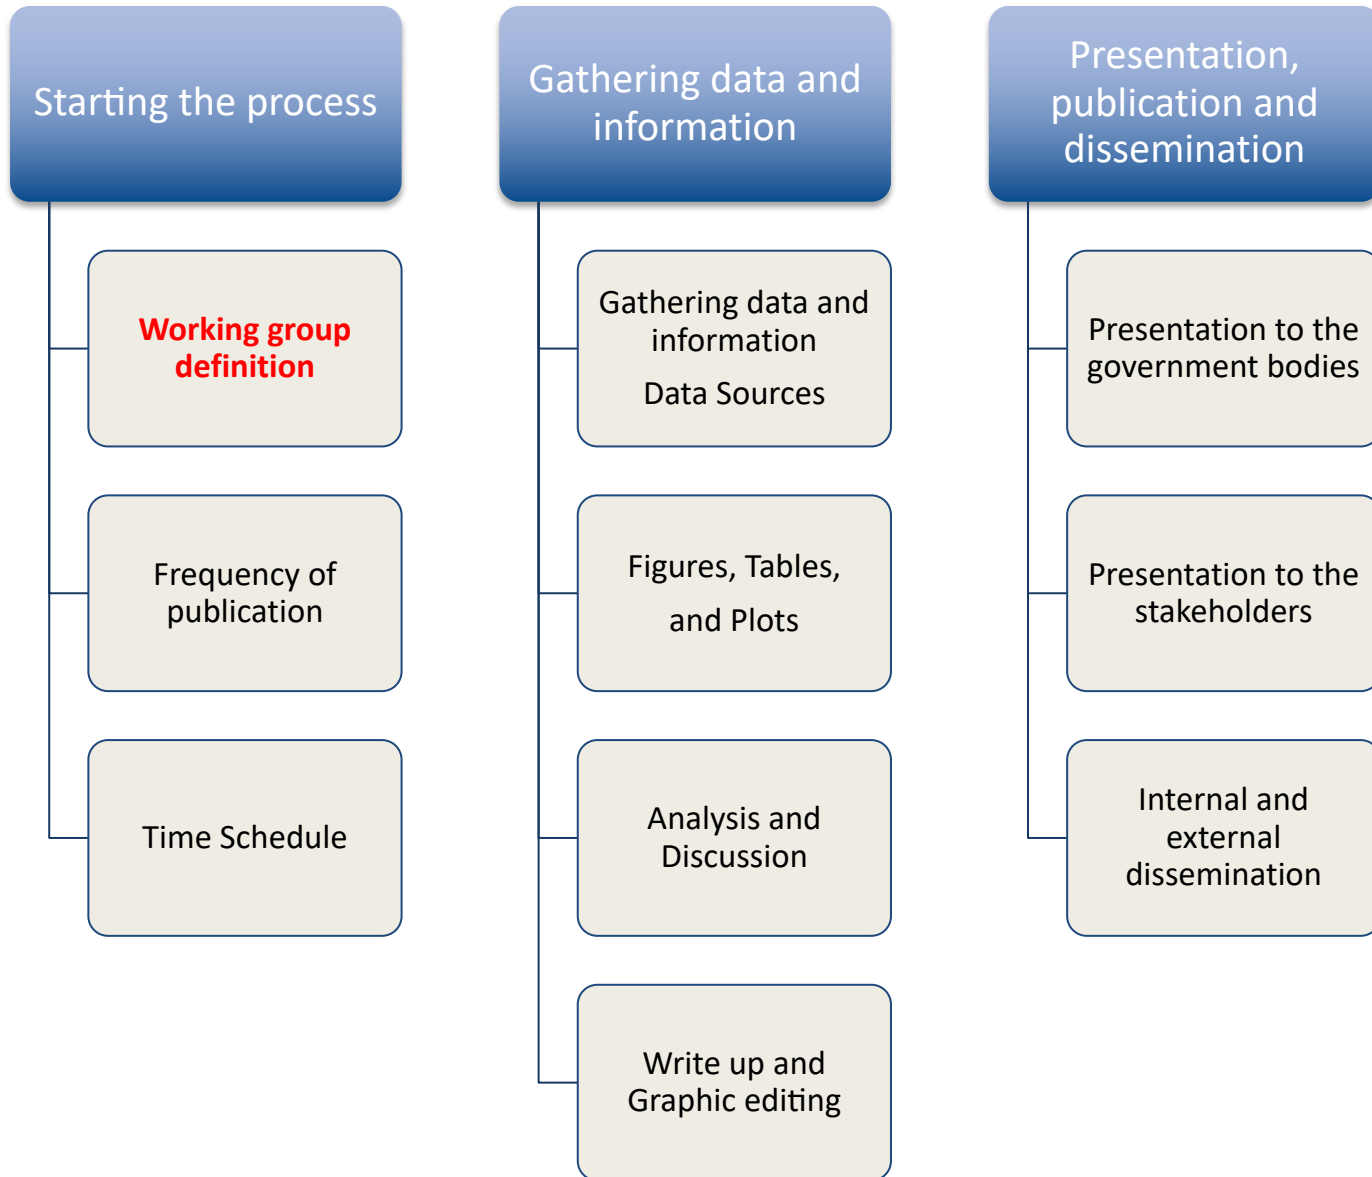 Starting the process
Working group
definition
Frequency of
publication
Time Schedule
Gathering data and
information
Gathering data and
information
Data Sources
Figures, Tables,
and Plots
Analysis and
Discussion
Write up and
Graphic editing
Presentation,
publication and
dissemination
Presentation to the
government bodies
Presentation to the
stakeholders
Internal and
external
dissemination